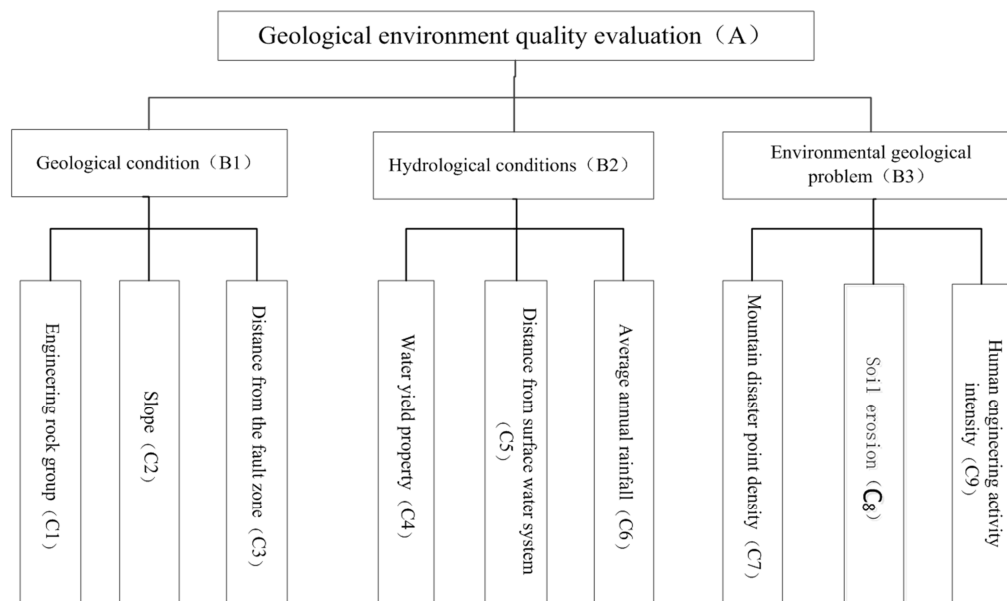 Geological environment quality evaluation（A）
Geological condition（B1）
Hydrological conditions（B2）
Environmental geological
problem（B3）
Engineering rock group（C1）
Slope（C2）
Distance from the fault zone（C3）
Water yield property（C4）
Distance from surface water system
（C5）
Average annual rainfall（C6）
Mountain disaster point density（C7）
Soil erosion（C8）
Human engineering activity
intensity（C9）